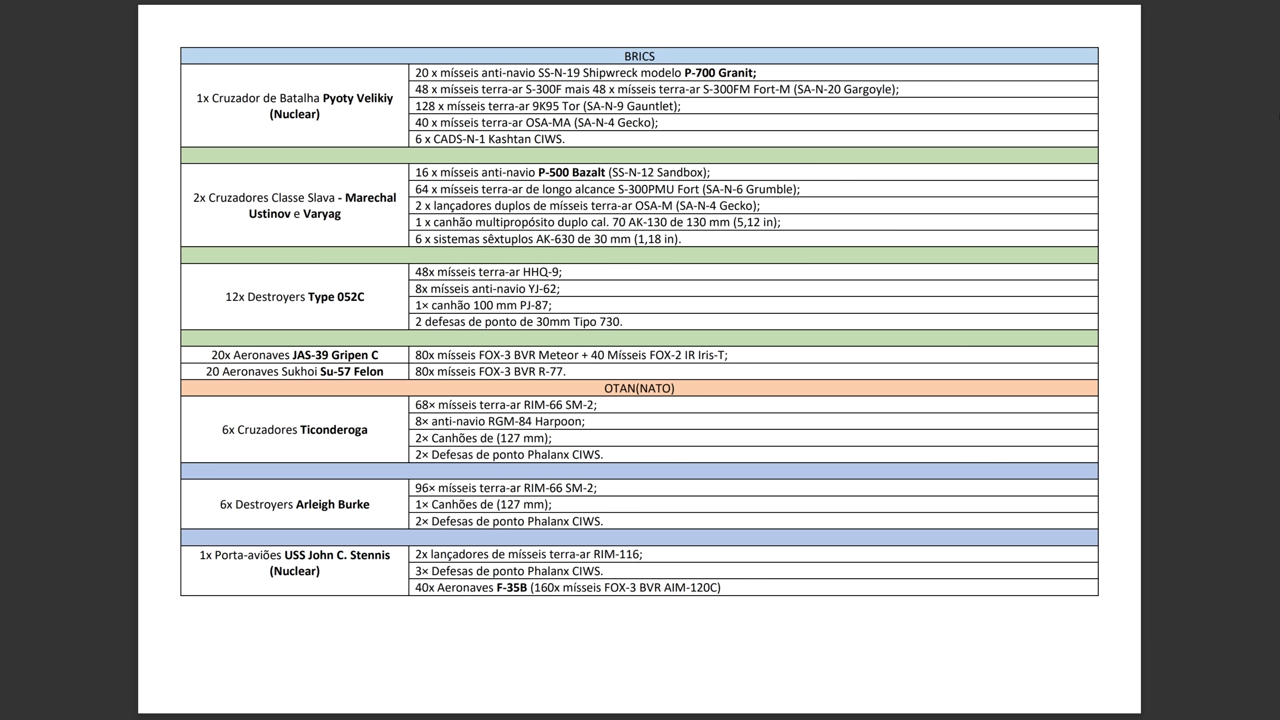 BRICS
1x Cruzador de Batalha Pyoty Velikiy
(Nuclear)
20 x mísseis anti-navio SS-N-19 Shipwreck modelo P-700 Granit;
48 x mísseis terra-ar S-300F mais 48 x mísseis terra-ar S-300FM Fort-M (SA-N-20 Gargoyle);
128 x mísseis terra-ar 9K95 Tor (SA-N-9 Gauntlet);
40 x mísseis terra-ar OSA-MA (SA-N-4 Gecko);
6 x CADS-N-1 Kashtan CIWS.
2x Cruzadores Classe Slava - Marechal
Ustinov e Varyag
16 x mísseis anti-navio P-500 Bazalt (SS-N-12 Sandbox);
64 x mísseis terra-ar de longo alcance S-300PMU Fort (SA-N-6 Grumble);
2 x lançadores duplos de mísseis terra-ar OSA-M (SA-N-4 Gecko);
1 x canhão multipropósito duplo cal. 70 AK-130 de 130 mm (5,12 in);
6 x sistemas sêxtuplos AK-630 de 30 mm (1,18 in).
12x Destroyers Type 052C
48x mísseis terra-ar HHQ-9;
8x mísseis anti-navio YJ-62;
1× canhão 100 mm PJ-87;
2 defesas de ponto de 30mm Tipo 730.
20x Aeronaves JAS-39 Gripen C
80x mísseis FOX-3 BVR Meteor + 40 Mísseis FOX-2 IR Iris-T;
20 Aeronaves Sukhoi Su-57 Felon
80x mísseis FOX-3 BVR R-77.
OTAN(NATO)
6x Cruzadores Ticonderoga
68× mísseis terra-ar RIM-66 SM-2;
8× anti-navio RGM-84 Harpoon;
2× Canhões de (127 mm);
2× Defesas de ponto Phalanx CIWS.
6x Destroyers Arleigh Burke
96× mísseis terra-ar RIM-66 SM-2;
1× Canhões de (127 mm);
2× Defesas de ponto Phalanx CIWS.
1x Porta-aviões USS John C. Stennis
(Nuclear)
2x lançadores de mísseis terra-ar RIM-116;
3× Defesas de ponto Phalanx CIWS.
40x Aeronaves F-35B (160x mísseis FOX-3 BVR AIM-120C)